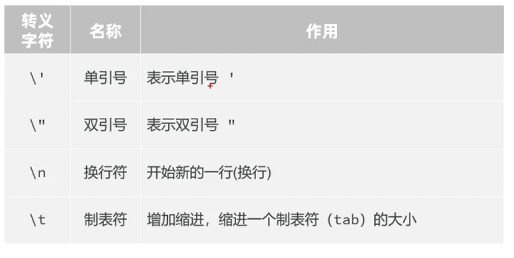 转义
字符 名称 作用
\' 单引号 表示单引号 '
\" 双引号 表示双引号 "
\n 换行符 开始新的一行(换行)
\t 制表符 增加缩进，缩进一个制表符（tab）的大小